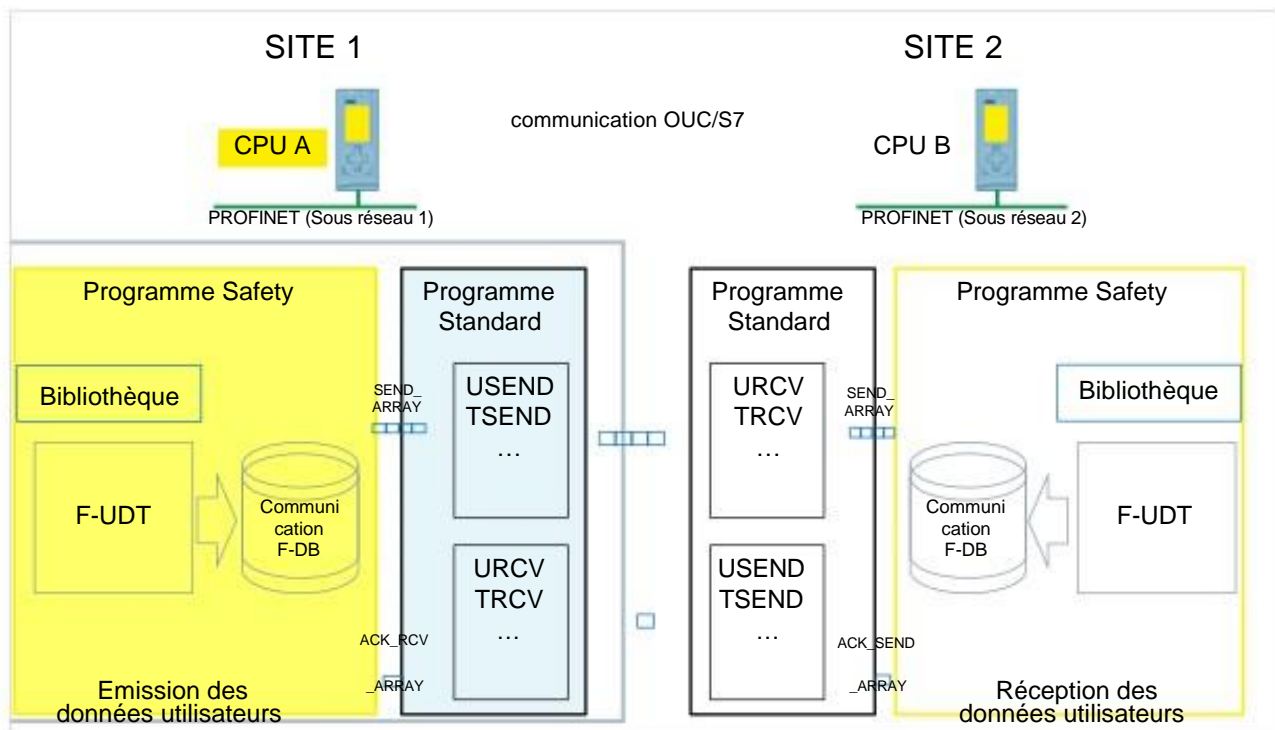 SITE 1
SITE 2
communication OUC/S7
CPU A
CPU B
PROFINET (Sous réseau 1)
PROFINET (Sous réseau 2)
Programme Safety
Programme
Standard
Programme
Standard
Programme Safety
Bibliothèque
SEND_
ARRAY
USEND
TSEND
…
URCV
TRCV
…
SEND_
ARRAY
Bibliothèque
F-UDT
Communi
cation
F-DB
Communi
cation
F-DB
F-UDT
URCV
TRCV
…
USEND
TSEND
…
ACK_RCV
_ARRAY
ACK_SEND
_ARRAY
Emission des
données utilisateurs
Réception des
données utilisateurs